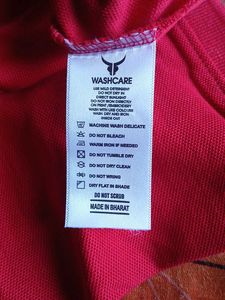 WASHCARE
USE MILD DETERGENT
DO NOT DRY IN
DIRECT SUNLIGHT
DO NOT IRON DIRECTLY
ON PRINT/EMBROIDERY
WASH WITH LIKE COLOURS
WASH DRY AND IRON
INSIDE OUT
MACHINE WASH DELICATE
DO NOT BLEACH
WARM IRON IF NEEDED
DO NOT TUMBLE DRY
DO NOT DRY CLEAN
DO NOT WRING
DRY FLAT IN SHADE
DO NOT SCRUB
MADE IN BHARAT